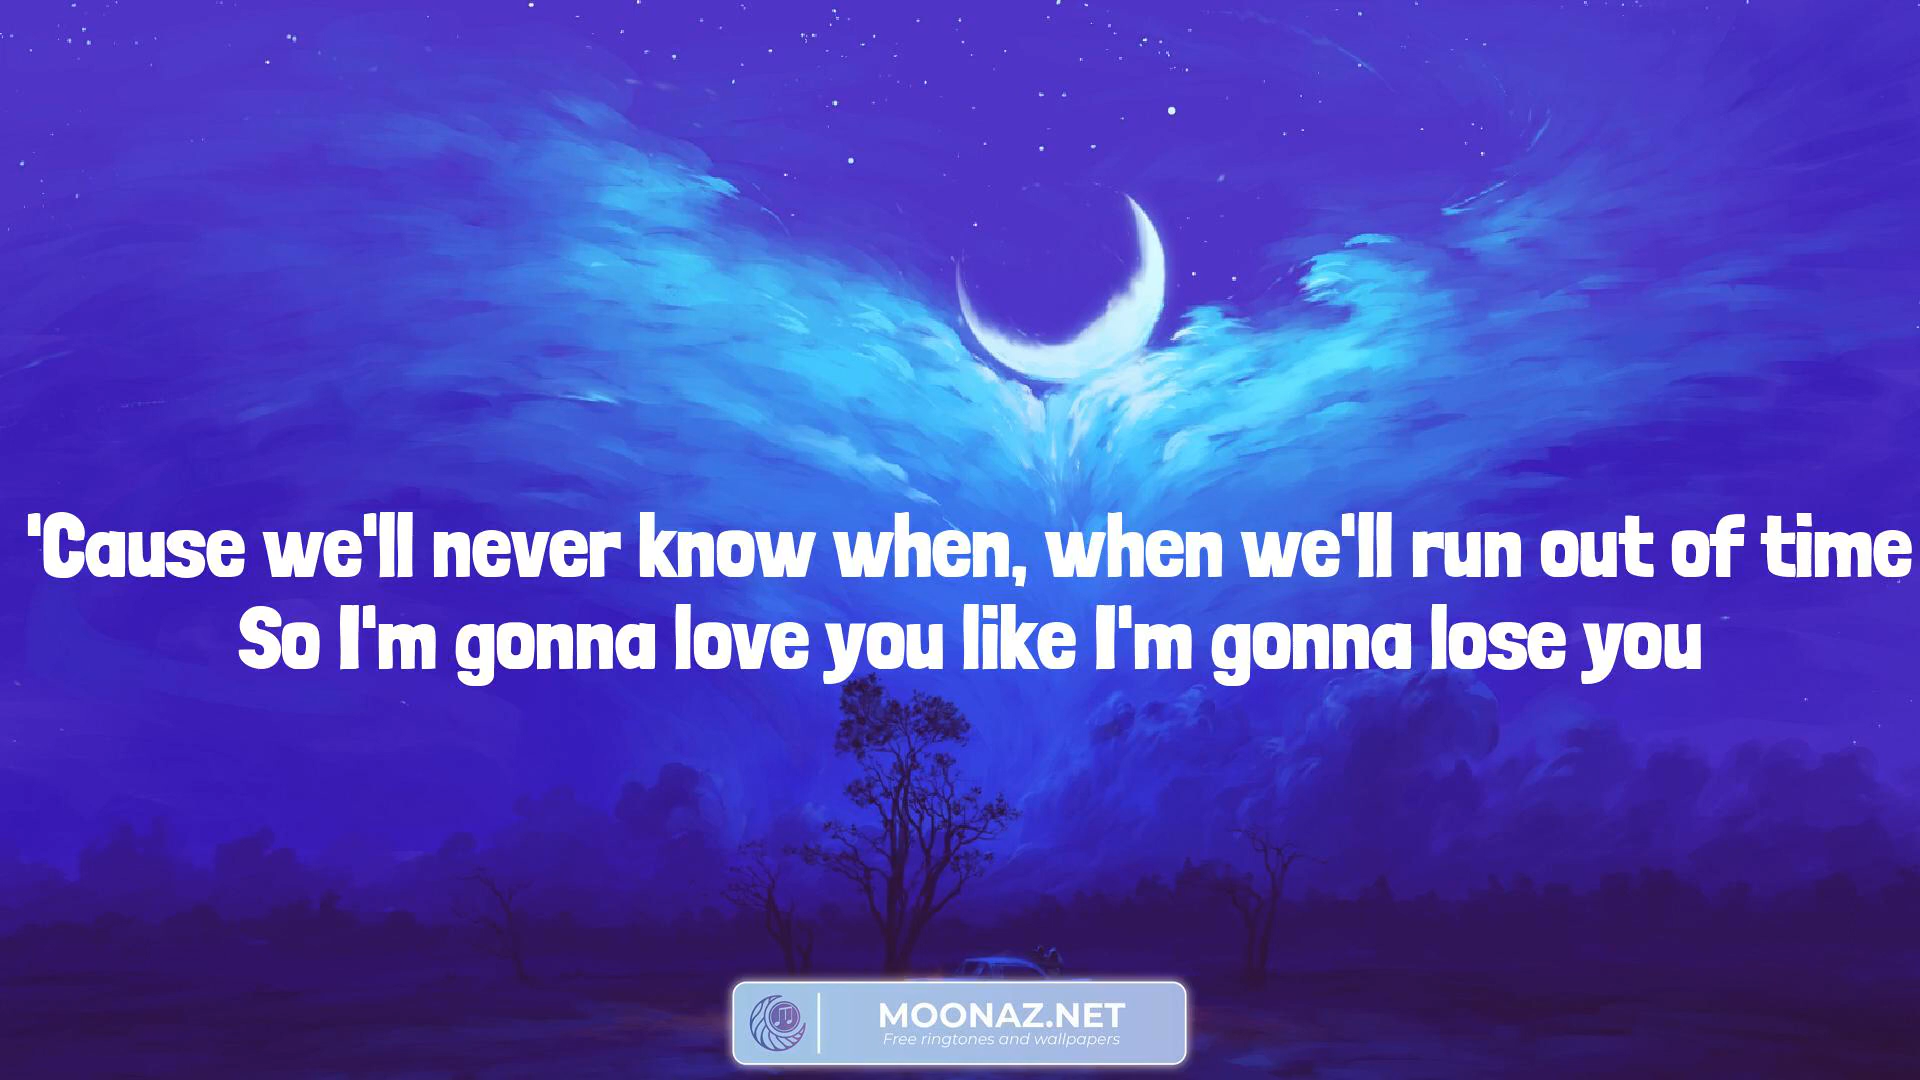 'Cause we'll never know when, when we'll run out of time
So I'm gonna love you like I'm gonna lose you
MOONAZ.NET
Free ringtones and wallpapers